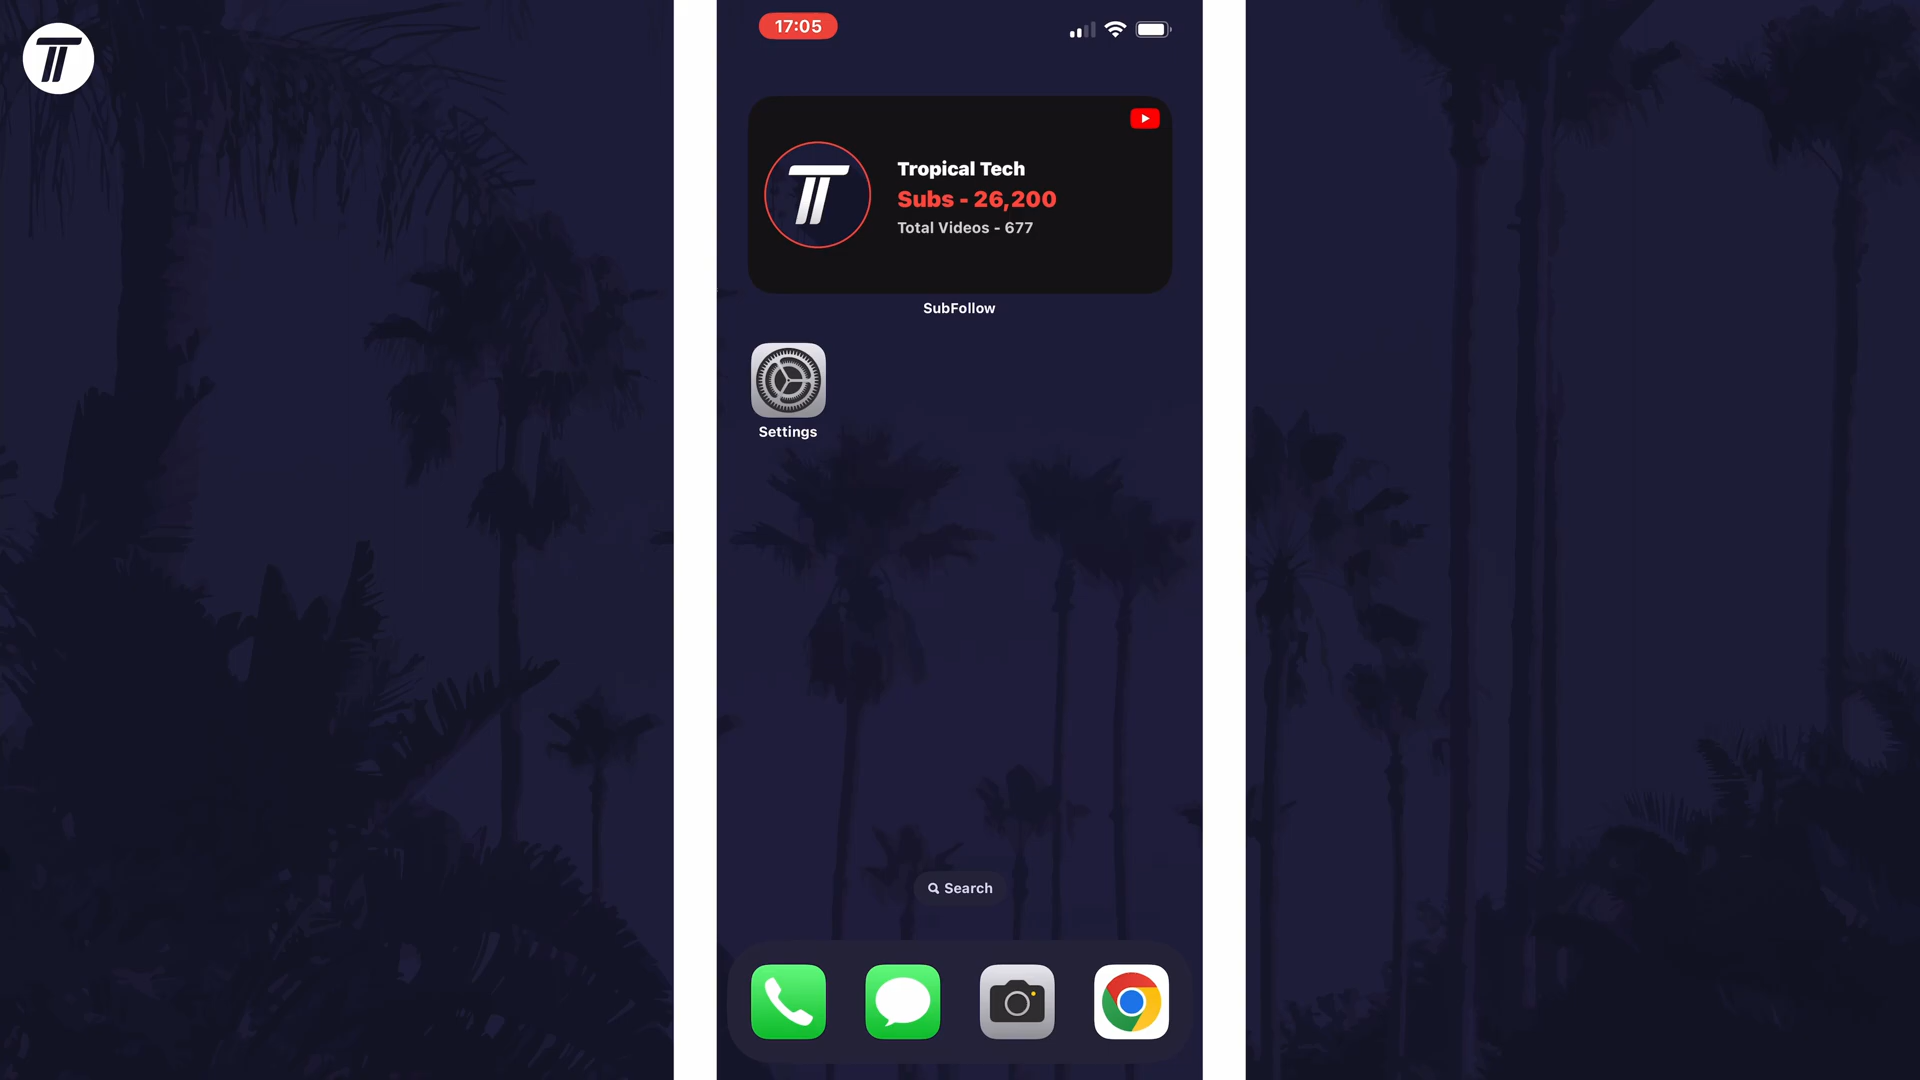 17:05
Tropical Tech
Subs - 26,200
Total Videos - 677
SubFollow
Settings
Search